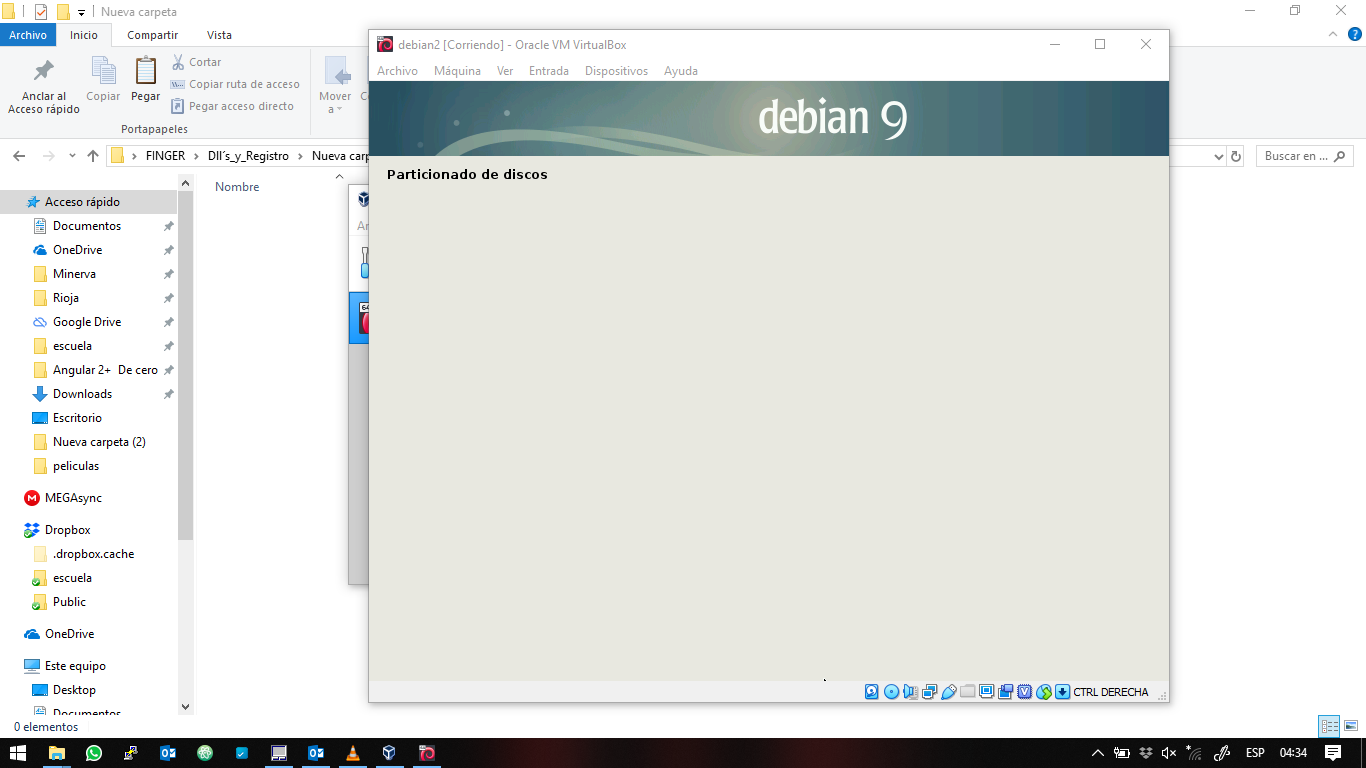 Nueva carpeta
Archivo
Inicio
Compartir
Vista
Anclar al
Acceso rápido
Copiar
Pegar
Cortar
Copiar ruta de acceso
Pegar acceso directo
Portapapeles
Mover
a
FINGER
Dll´s_y_Registro
Nueva carp
Buscar en ...
Nombre
Acceso rápido
Documentos
OneDrive
Minerva
Rioja
Google Drive
escuela
Angular 2+ De cero
Downloads
Escritorio
Nueva carpeta (2)
peliculas
MEGAsync
Dropbox
.dropbox.cache
escuela
Public
OneDrive
Este equipo
Desktop
Documentos
0 elementos
debian2 [Corriendo] - Oracle VM VirtualBox
Archivo Máquina Ver Entrada Dispositivos Ayuda
debian 9
Particionado de discos
CTRL DERECHA
ESP 04:34